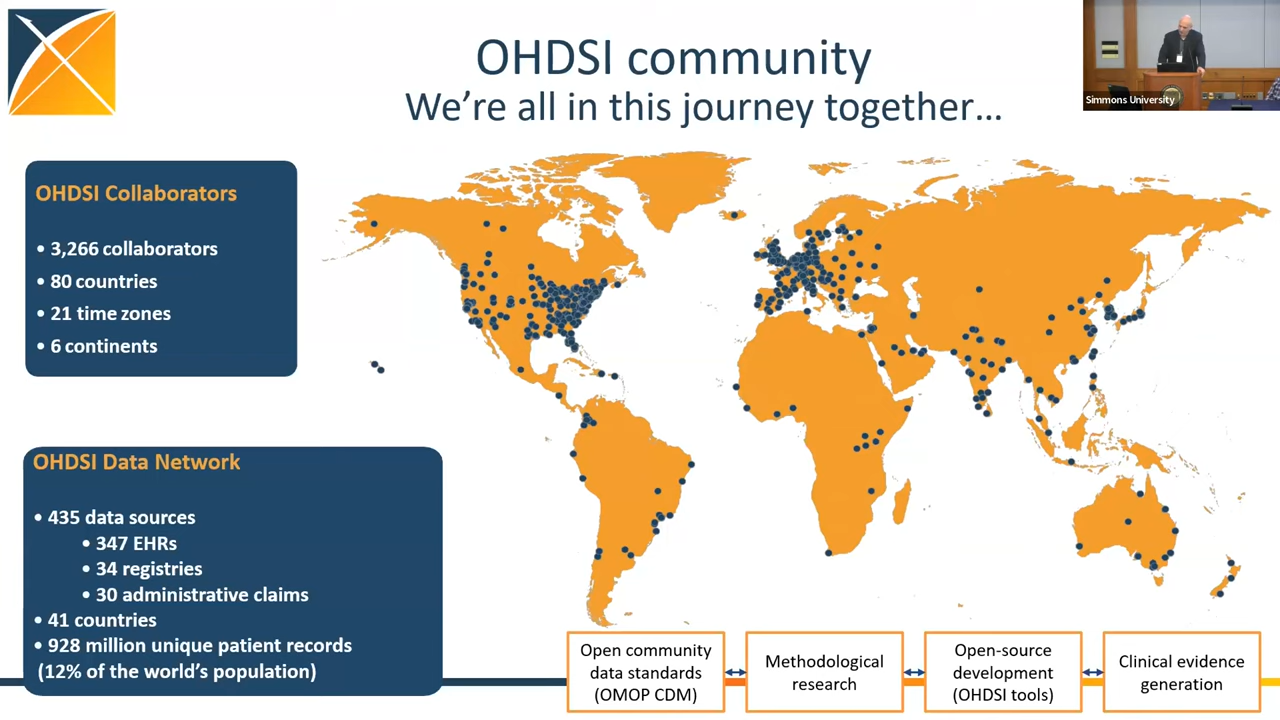 OHDSI community
We're all in this journey together...
Simmons University
OHDSI Collaborators
• 3,266 collaborators
• 80 countries
• 21 time zones
• 6 continents
OHDSI Data Network
• 435 data sources
• 347 EHRs
• 34 registries
• 30 administrative claims
• 41 countries
• 928 million unique patient records
(12% of the world's population)
Open community
data standards
(OMOP CDM)
Methodological
research
Open-source
development
(OHDSI tools)
Clinical evidence
generation